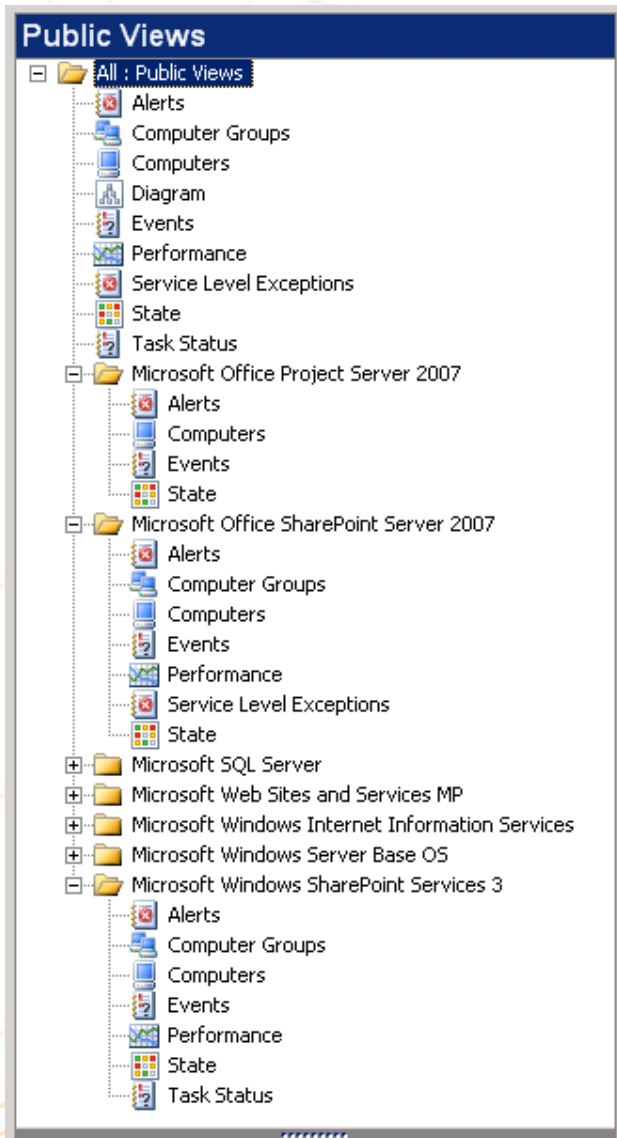 Public Views
All : Public Views
Alerts
Computer Groups
Computers
Diagram
Events
Performance
Service Level Exceptions
State
Task Status
Microsoft Office Project Server 2007
Alerts
Computers
Events
State
Microsoft Office SharePoint Server 2007
Alerts
Computer Groups
Computers
Events
Performance
Service Level Exceptions
State
Microsoft SQL Server
Microsoft Web Sites and Services MP
Microsoft Windows Internet Information Services
Microsoft Windows Server Base OS
Microsoft Windows SharePoint Services 3
Alerts
Computer Groups
Computers
Events
Performance
State
Task Status